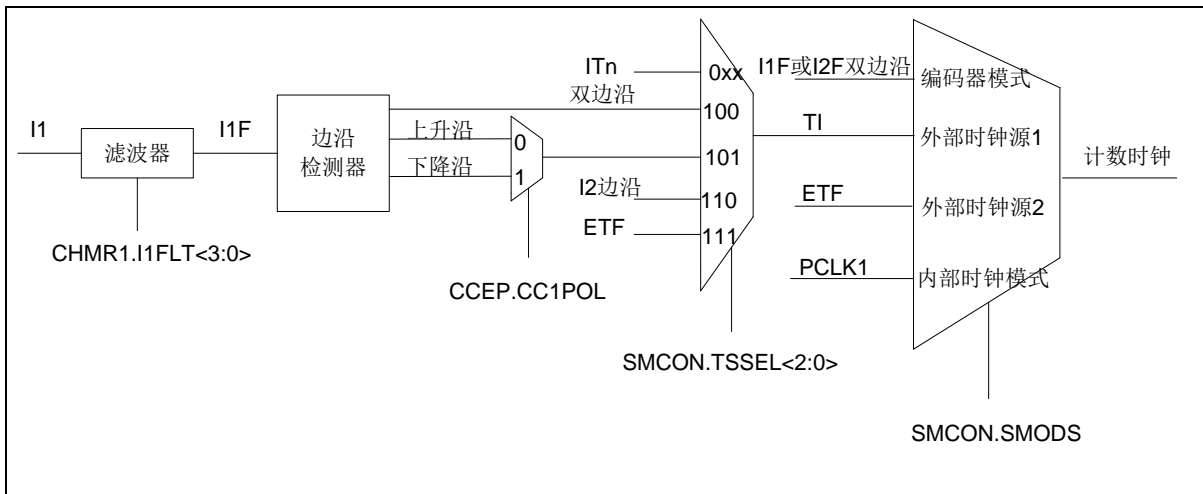 I1
滤波器
CHMR1.I1FLT<3:0>
I1F
边沿
检测器
双边沿
上升沿
下降沿
0
1
CCEP.CC1POL
ITn
I2边沿
ETF
0xx
100
101
110
111
SMCON.TSSEL<2:0>
I1F或I2F双边沿
TI
ETF
PCLK1
编码器模式
外部时钟源1
外部时钟源2
内部时钟模式
SMCON.SMODS
计数时钟